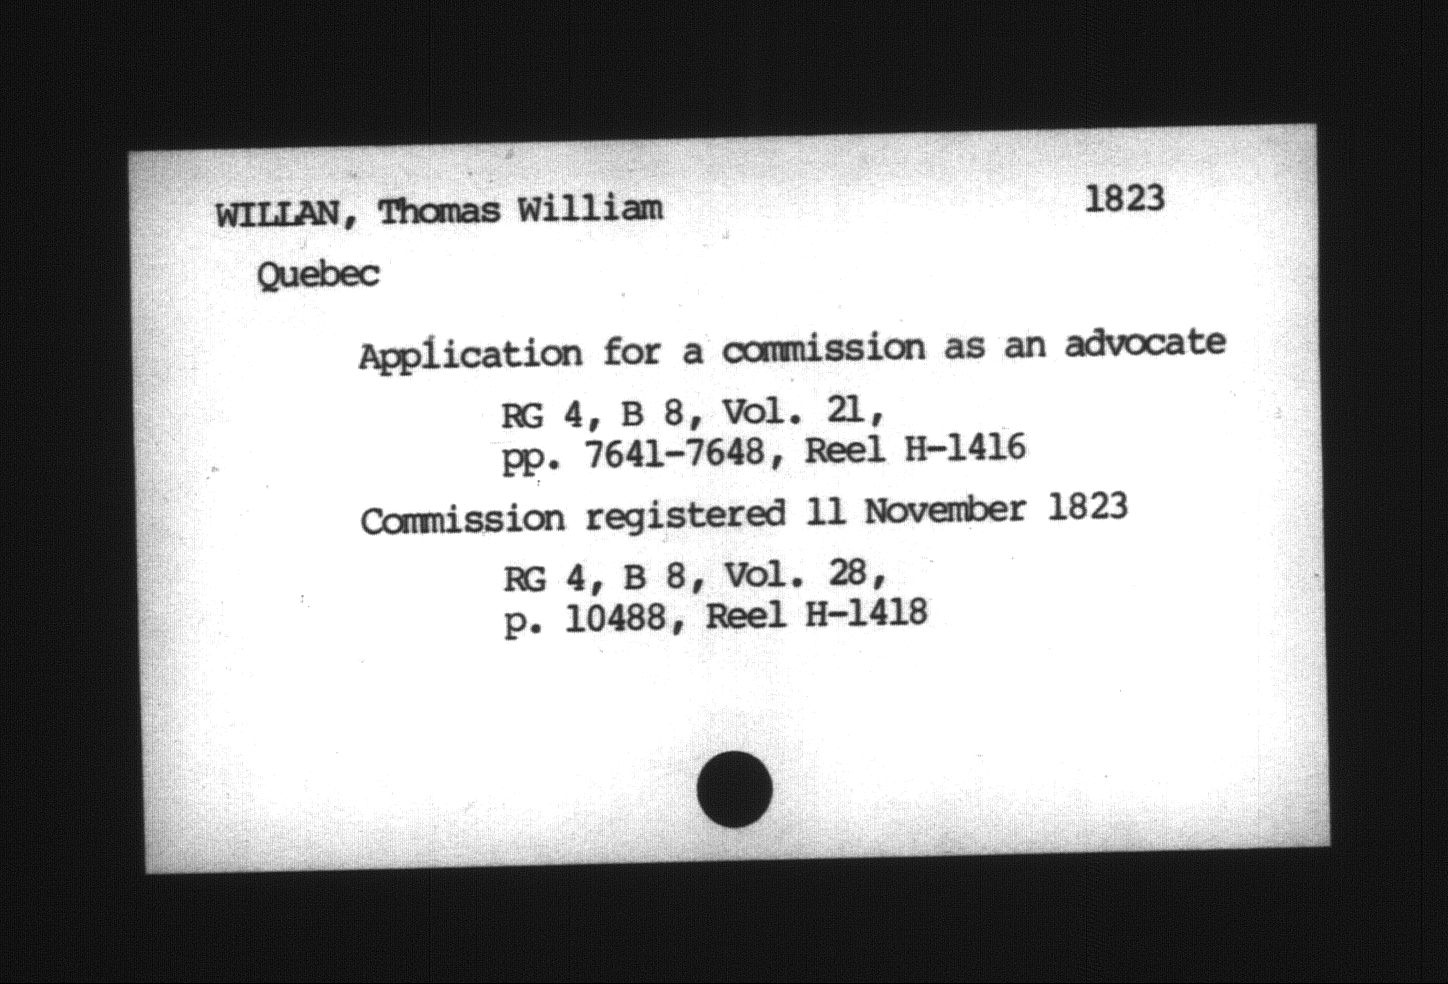 WILLAN, Thomas William 1823
Quebec
Application for a commission as an advocate
RG 4, B 8, Vol. 21,
pp. 7641-7648, Reel H-1416
Commission registered 11 November 1823
RG 4, B 8, Vol. 28,
p. 10488, Reel H-1418